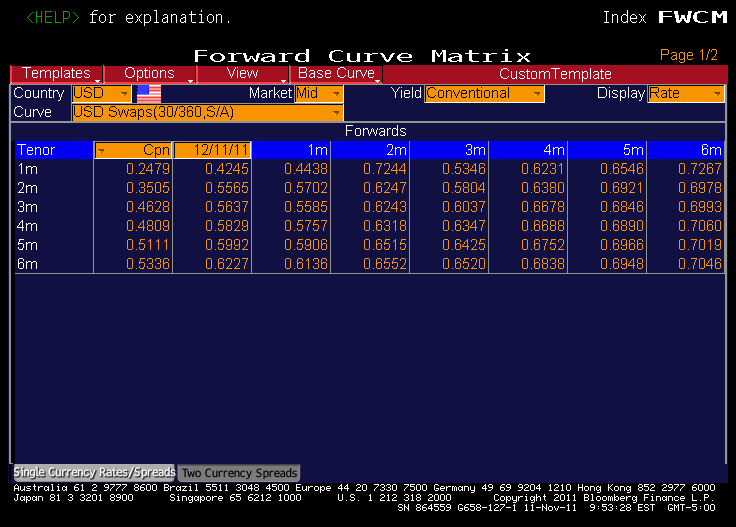 <HELP> for explanation. Index FWCM
Forward Curve Matrix Page 1/2
Templates Options View Base Curve CustomTemplate
Country USD Market Mid Yield Conventional Display Rate
Curve USD Swaps(30/360,S/A)
Forwards
Tenor Cpn 12/11/11 1m 2m 3m 4m 5m 6m
1m 0.2479 0.4245 0.4438 0.7244 0.5346 0.6231 0.6546 0.7267
2m 0.3505 0.5565 0.5702 0.6247 0.5804 0.6380 0.6921 0.6978
3m 0.4628 0.5637 0.5585 0.6243 0.6037 0.6678 0.6846 0.6993
4m 0.4809 0.5829 0.5757 0.6318 0.6347 0.6688 0.6890 0.7060
5m 0.5111 0.5992 0.5906 0.6515 0.6425 0.6752 0.6966 0.7019
6m 0.5336 0.6227 0.6136 0.6552 0.6520 0.6838 0.6948 0.7046
Single Currency Rates/Spreads Two Currency Spreads
Australia 61 2 9777 8600 Brazil 5511 3048 4500 Europe 44 20 7330 7500 Germany 49 69 9204 1210 Hong Kong 852 2977 6000
Japan 81 3 3201 8900 Singapore 65 6212 1000 U.S. 1 212 318 2000 Copyright 2011 Bloomberg Finance L.P.
SN 864559 G658-127-1 11-Nov-11 9:53:28 EST GMT-5:00